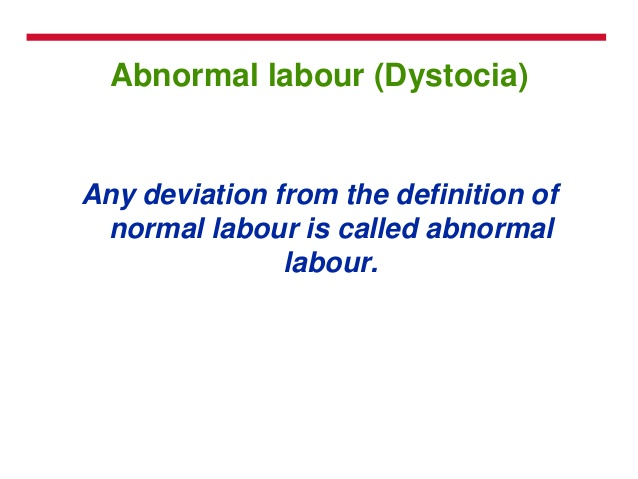 Abnormal labour (Dystocia)
Any deviation from the definition of
normal labour is called abnormal
labour.